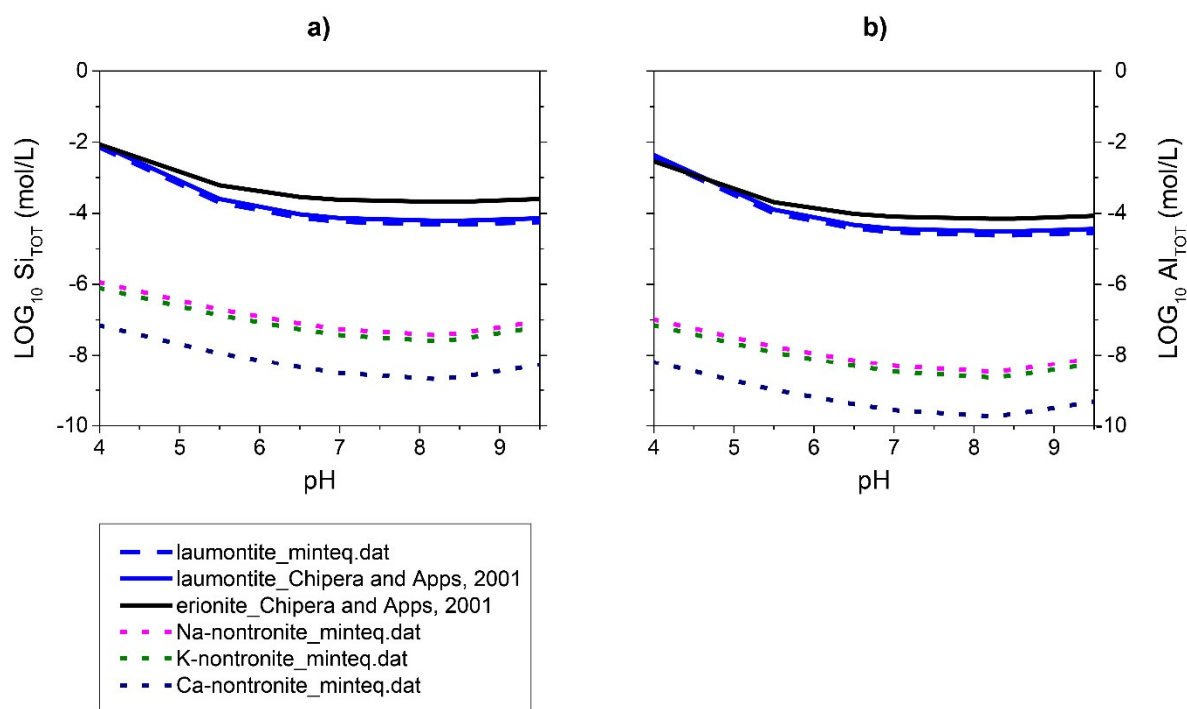 a)
b)
0
-2
-4
-6
-8
-10
LOG10 SiTOT (mol/L)
4 5 6 7 8 9
pH
4 5 6 7 8 9
pH
0
-2
-4
-6
-8
-10
LOG10 AlTOT (mol/L)
laumontite_minteq.dat
laumontite_Chipera and Apps, 2001
erionite_Chipera and Apps, 2001
Na-nontronite_minteq.dat
K-nontronite_minteq.dat
Ca-nontronite_minteq.dat